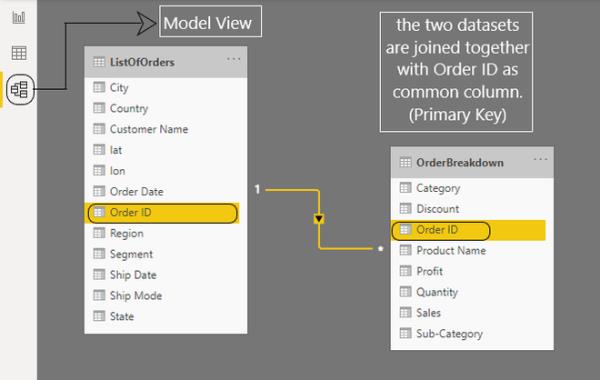 Model View
the two datasets
are joined together
with Order ID as
common column.
(Primary Key)
ListOfOrders
City
Country
Customer Name
lat
lon
Order Date
Order ID
Region
Segment
Ship Date
Ship Mode
State
1
*
OrderBreakdown
Category
Discount
Order ID
Product Name
Profit
Quantity
Sales
Sub-Category